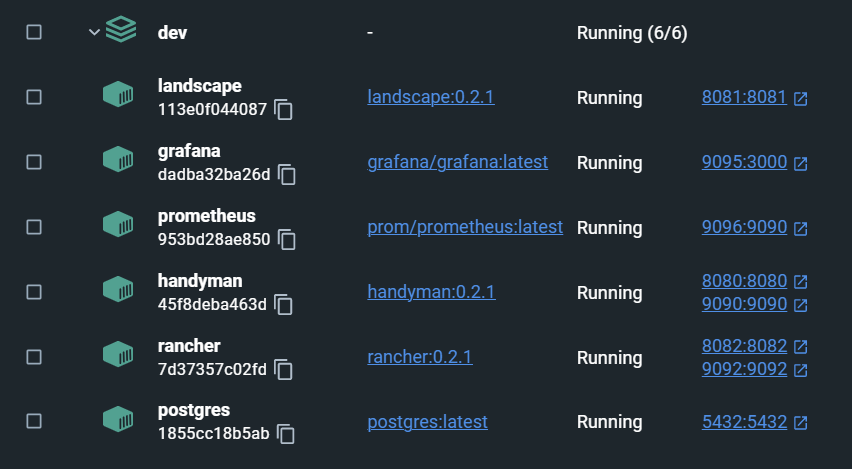 dev - Running (6/6)
landscape
113e0f044087 landscape:0.2.1 Running 8081:8081
grafana
dadba32ba26d grafana/grafana:latest Running 9095:3000
prometheus
953bd28ae850 prom/prometheus:latest Running 9096:9090
handyman 8080:8080
45f8deba463d handyman:0.2.1 Running 9090:9090
rancher 8082:8082
7d37357c02fd rancher:0.2.1 Running 9092:9092
postgres
1855cc18b5ab postgres:latest Running 5432:5432